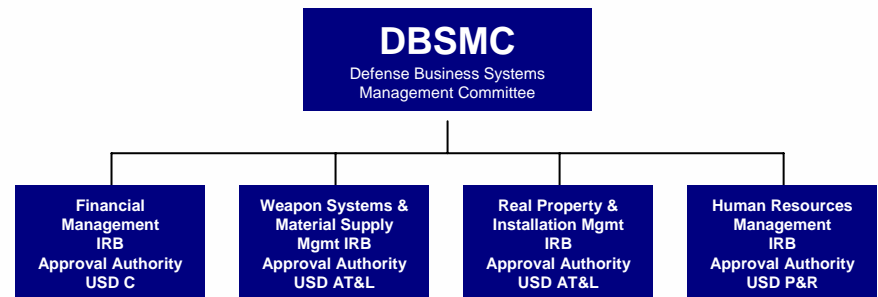 DBSMC
Defense Business Systems
Management Committee
Financial
Management
IRB
Approval Authority
USD C
Weapon Systems &
Material Supply
Mgmt IRB
Approval Authority
USD AT&L
Real Property &
Installation Mgmt
IRB
Approval Authority
USD AT&L
Human Resources
Management
IRB
Approval Authority
USD P&R